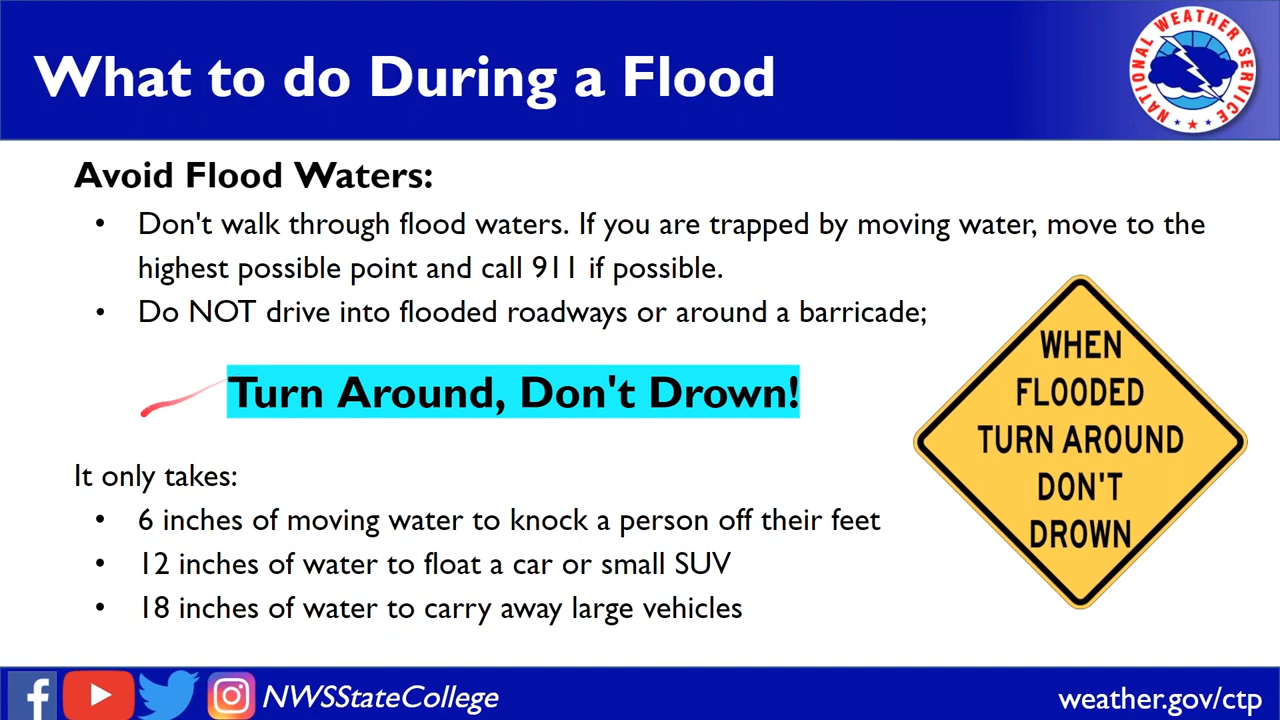 What to do During a Flood
NATIONAL WEATHER SERVICE
Avoid Flood Waters:
• Don't walk through flood waters. If you are trapped by moving water, move to the
highest possible point and call 911 if possible.
• Do NOT drive into flooded roadways or around a barricade;
Turn Around, Don't Drown!
WHEN
FLOODED
TURN AROUND
DON'T
DROWN
It only takes:
• 6 inches of moving water to knock a person off their feet
• 12 inches of water to float a car or small SUV
• 18 inches of water to carry away large vehicles
NWSStateCollege
weather.gov/ctp